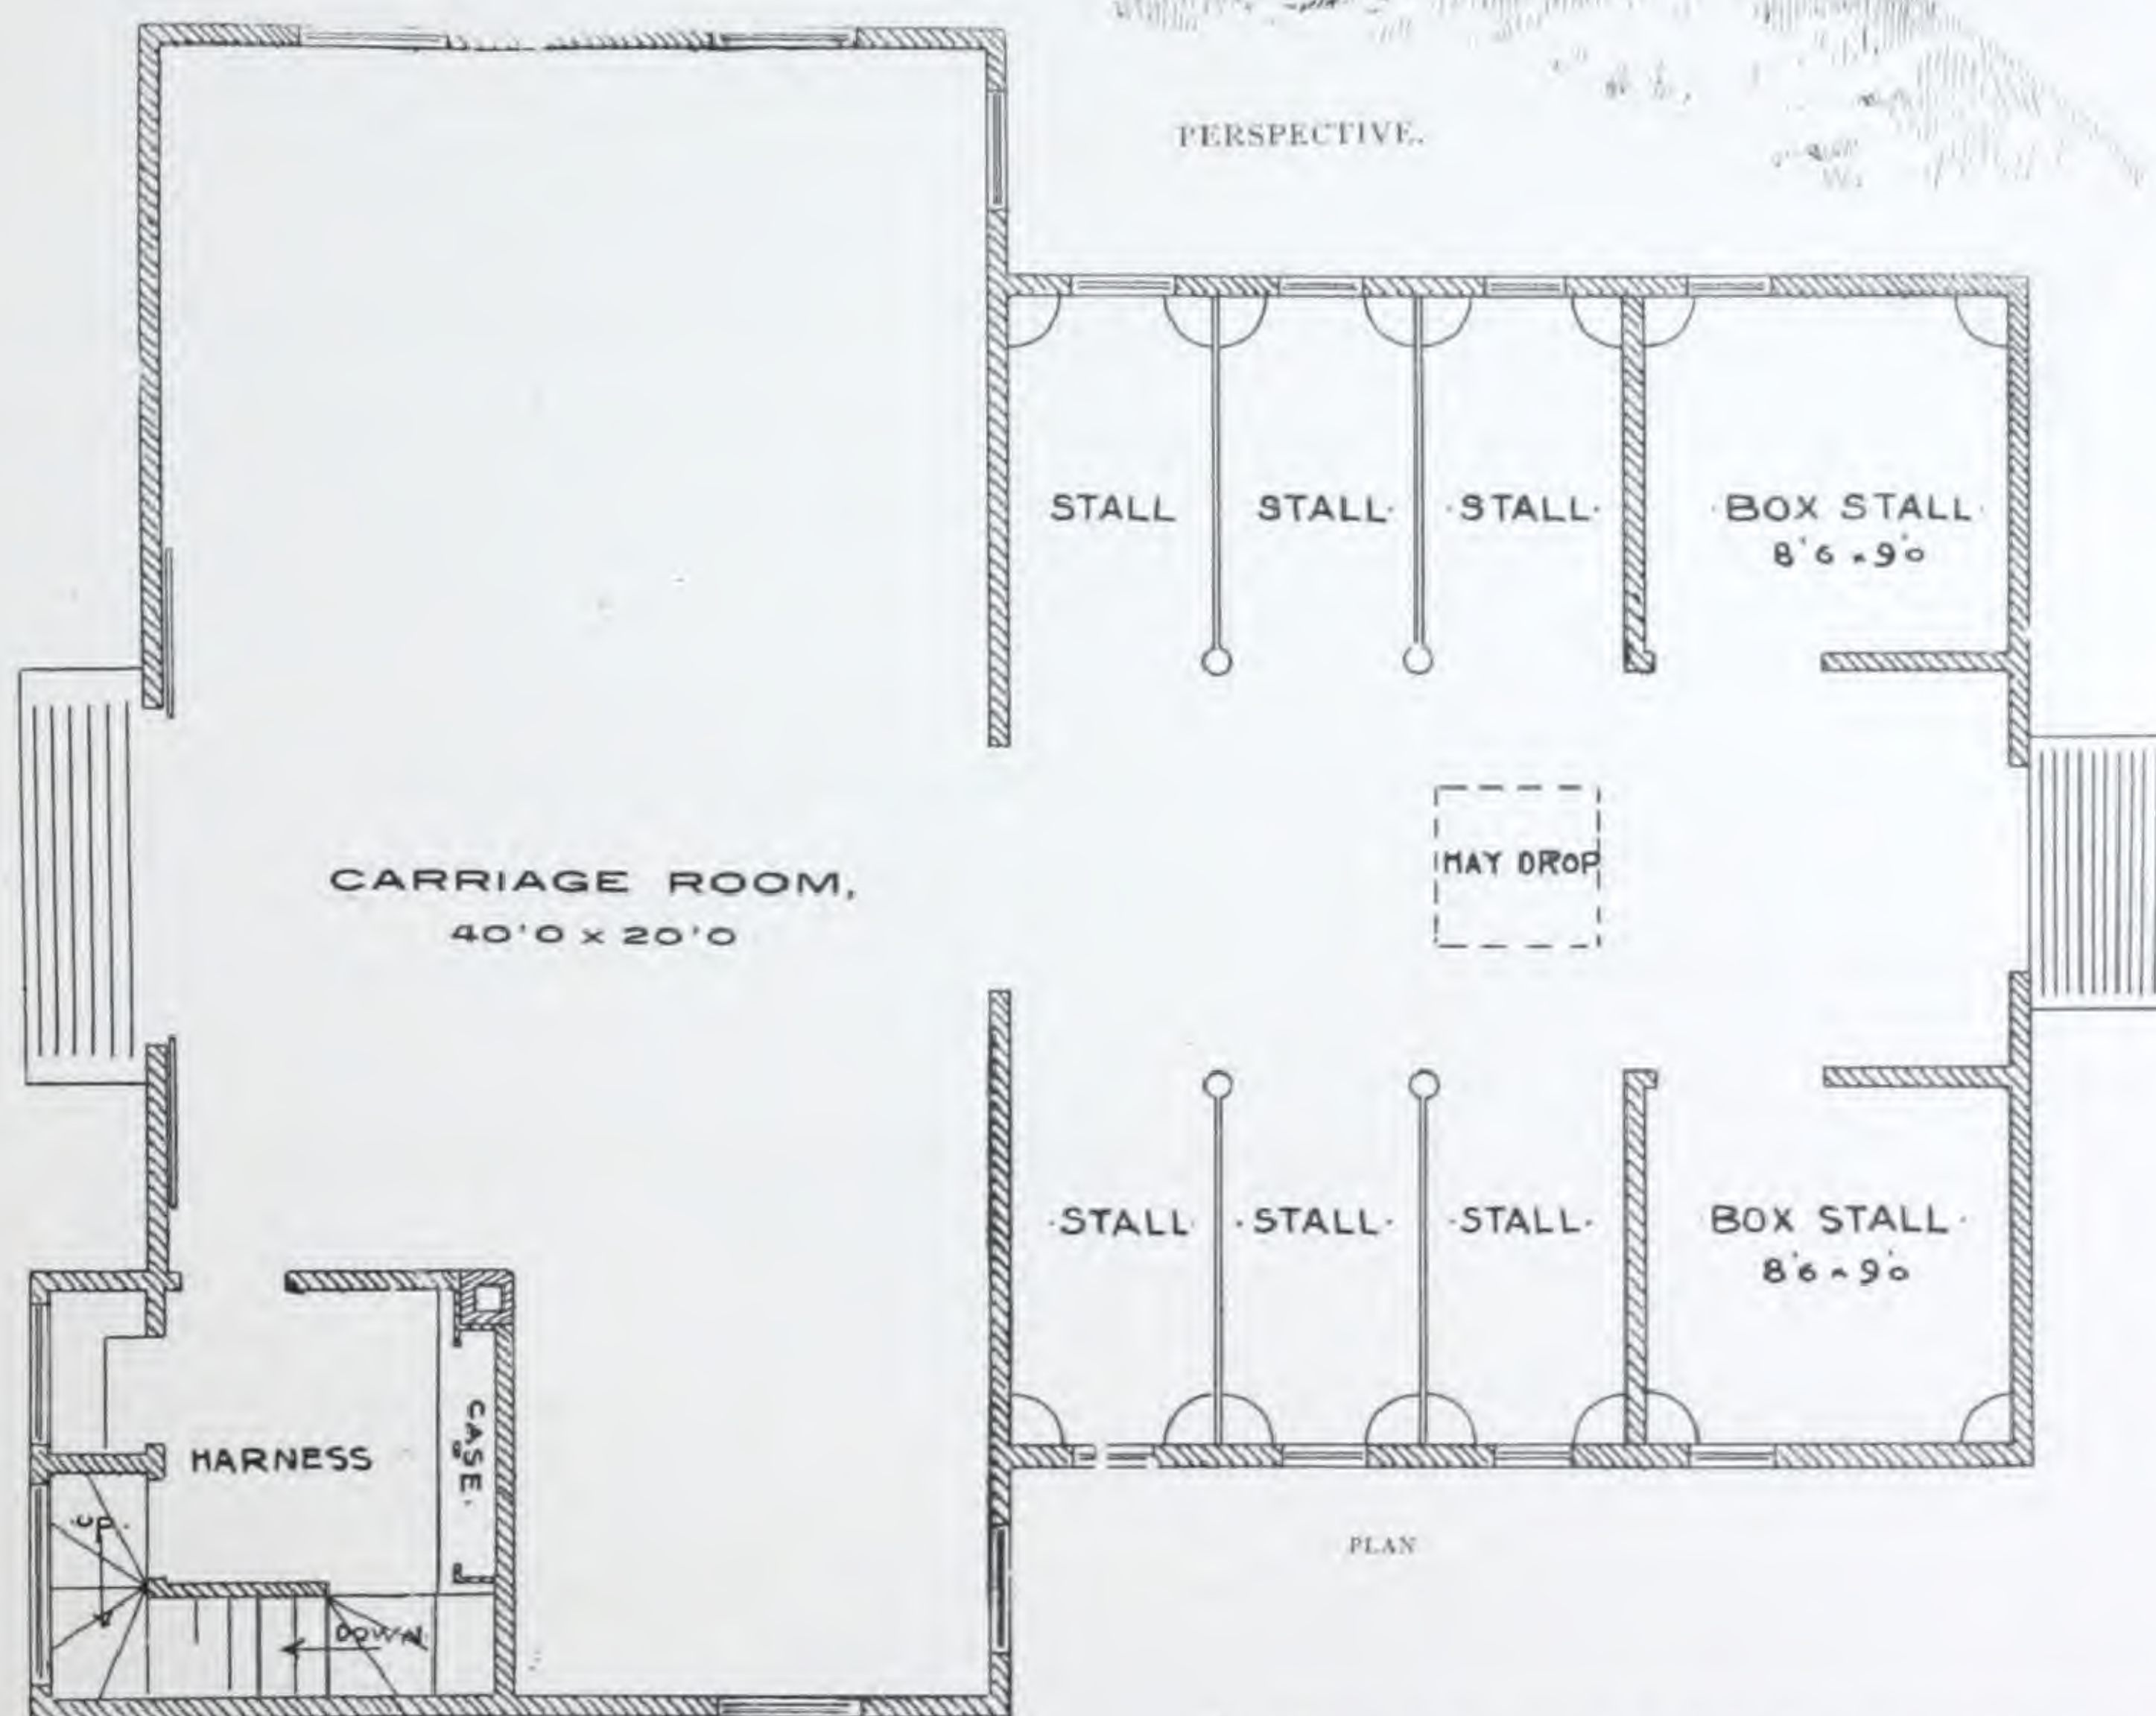 PERSPECTIVE.
STALL
STALL·
·STALL·
·BOX STALL·
8'6 × 9'0
CARRIAGE ROOM,
40'0 × 20'0
HAY DROP
·STALL·
·STALL·
·STALL·
BOX STALL·
8'6 × 9'0
HARNESS
CASE.
UP.
DOWN.
PLAN